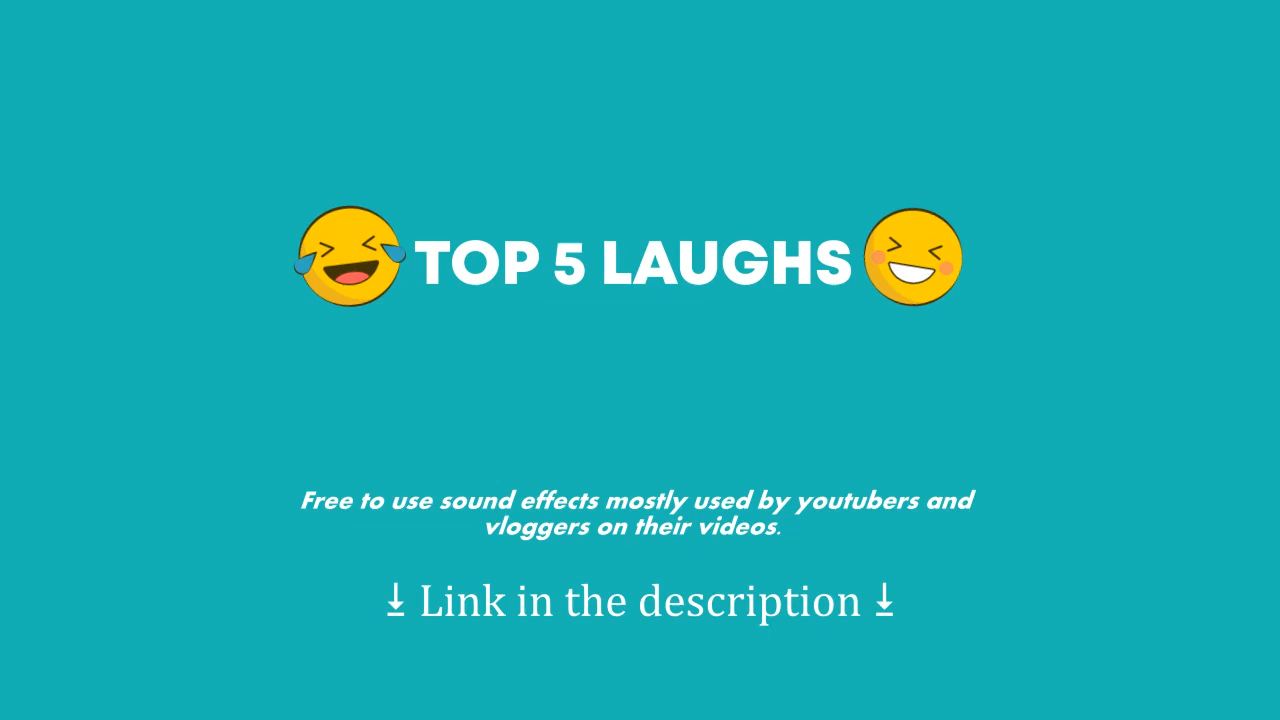 TOP 5 LAUGHS
Free to use sound effects mostly used by youtubers and
vloggers on their videos.
⤓ Link in the description ⤓